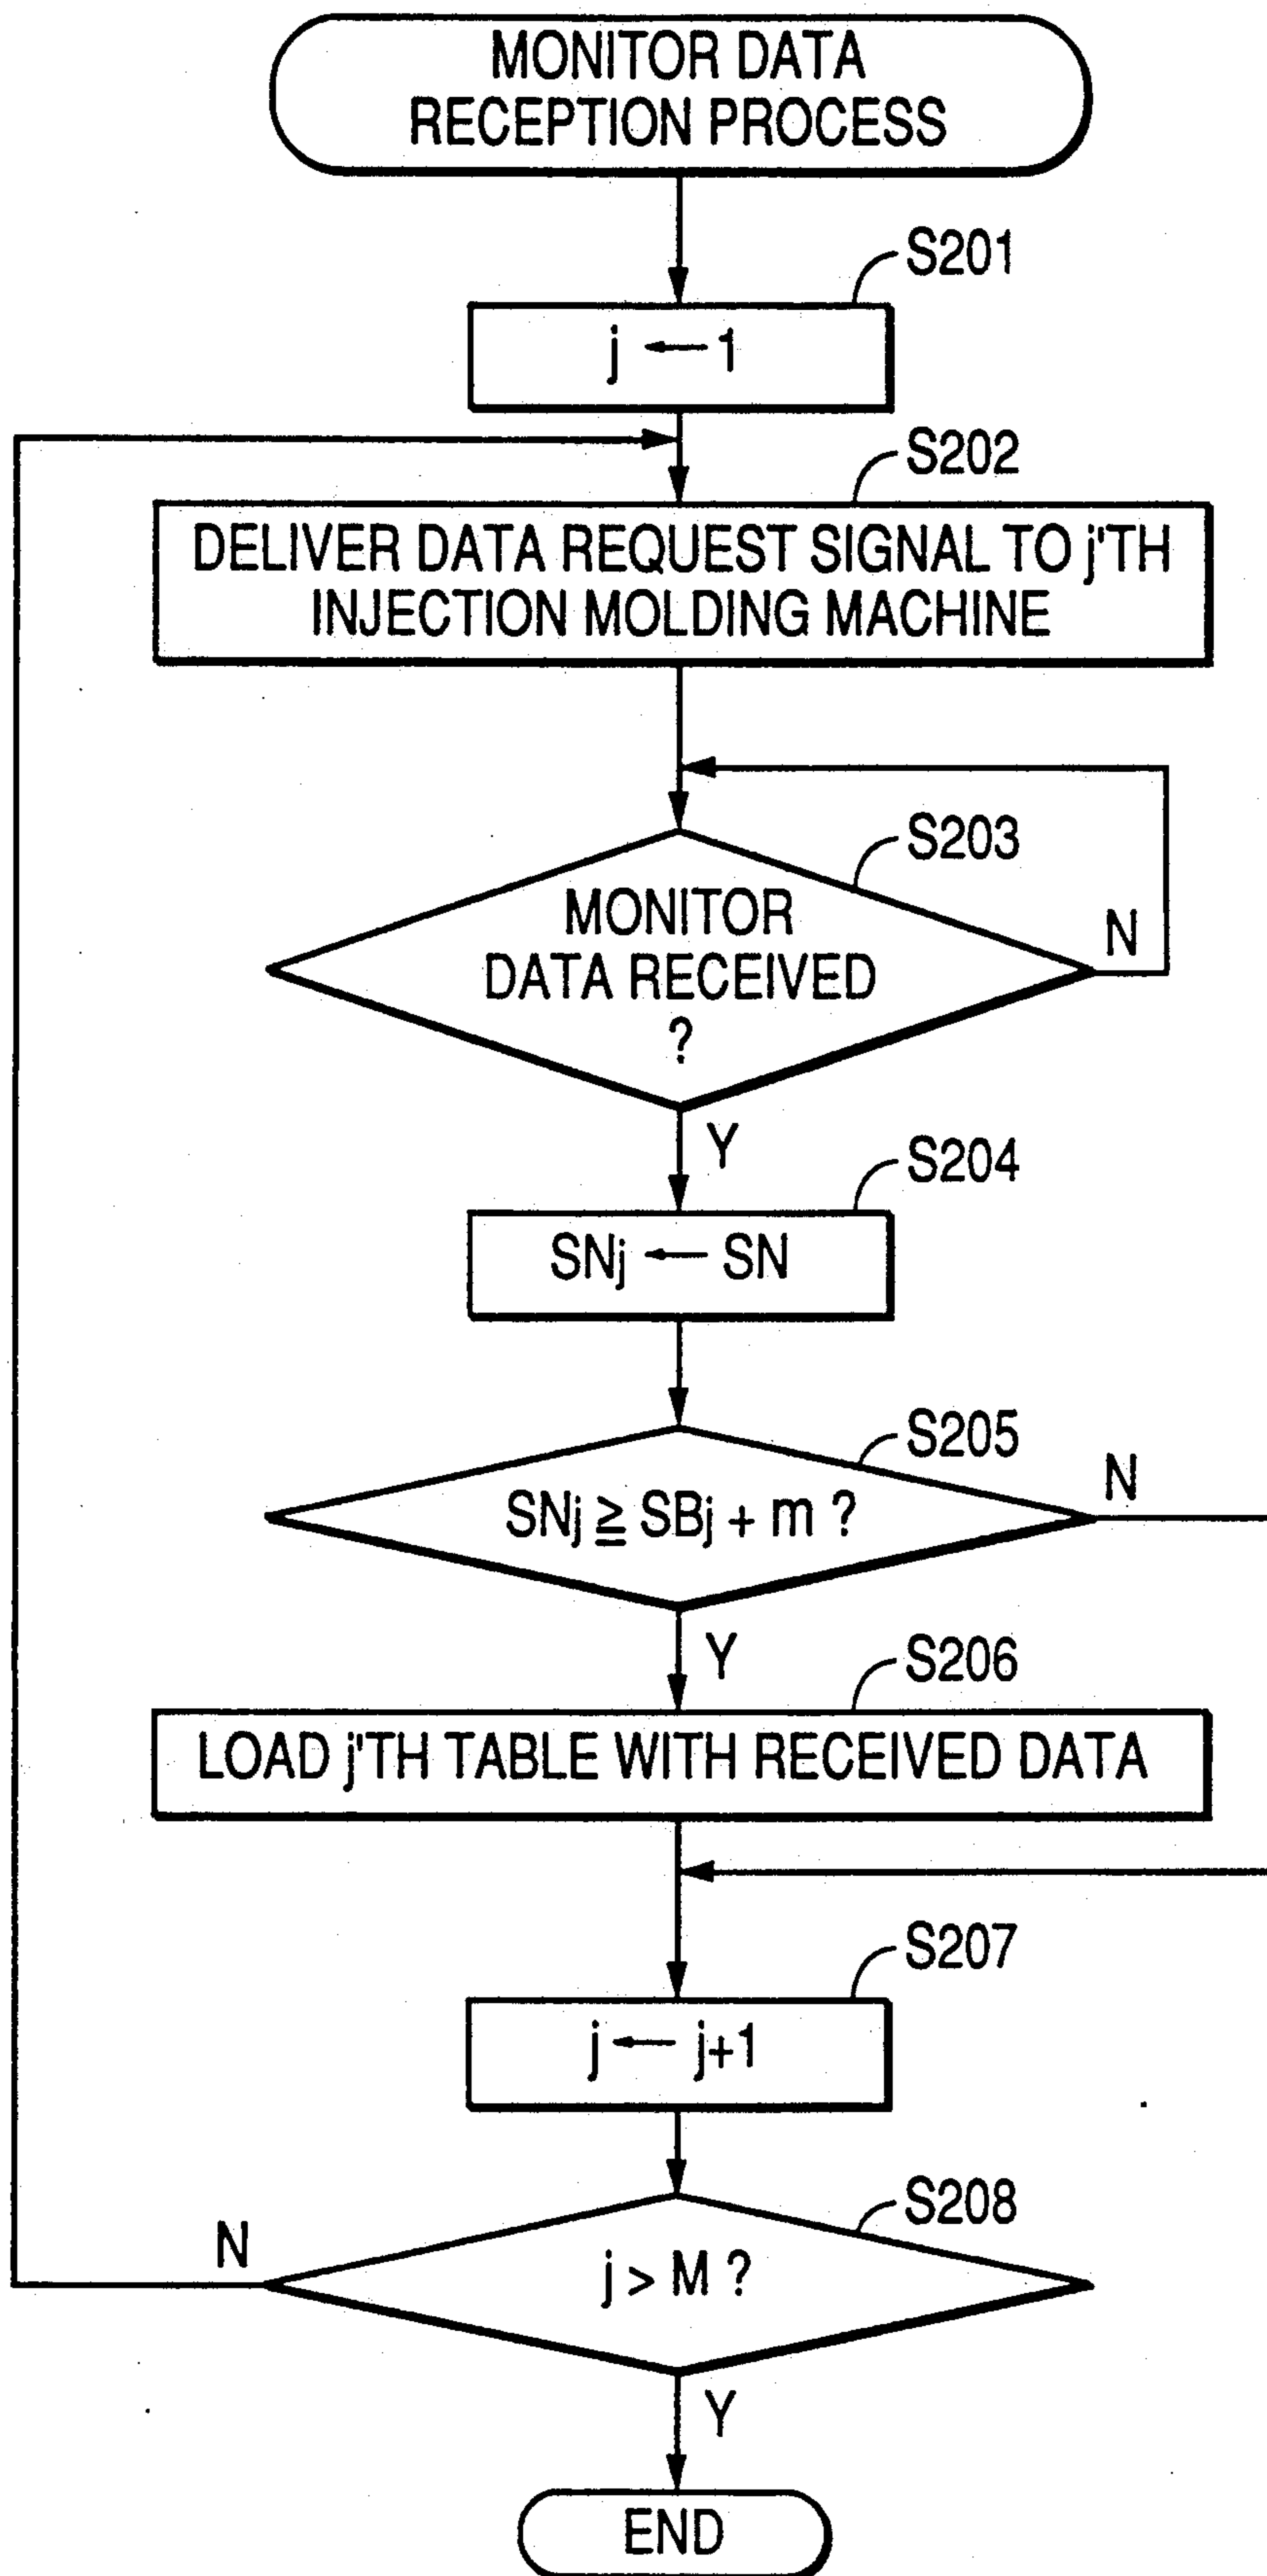 MONITOR DATA
RECEPTION PROCESS
S201
j ← 1
S202
DELIVER DATA REQUEST SIGNAL TO j'TH
INJECTION MOLDING MACHINE
S203
MONITOR
DATA RECEIVED
?
N
Y
S204
SNj ← SN
S205
SNj ≧ SBj + m ?
N
Y
S206
LOAD j'TH TABLE WITH RECEIVED DATA
S207
j ← j+1
S208
j > M ?
N
Y
END